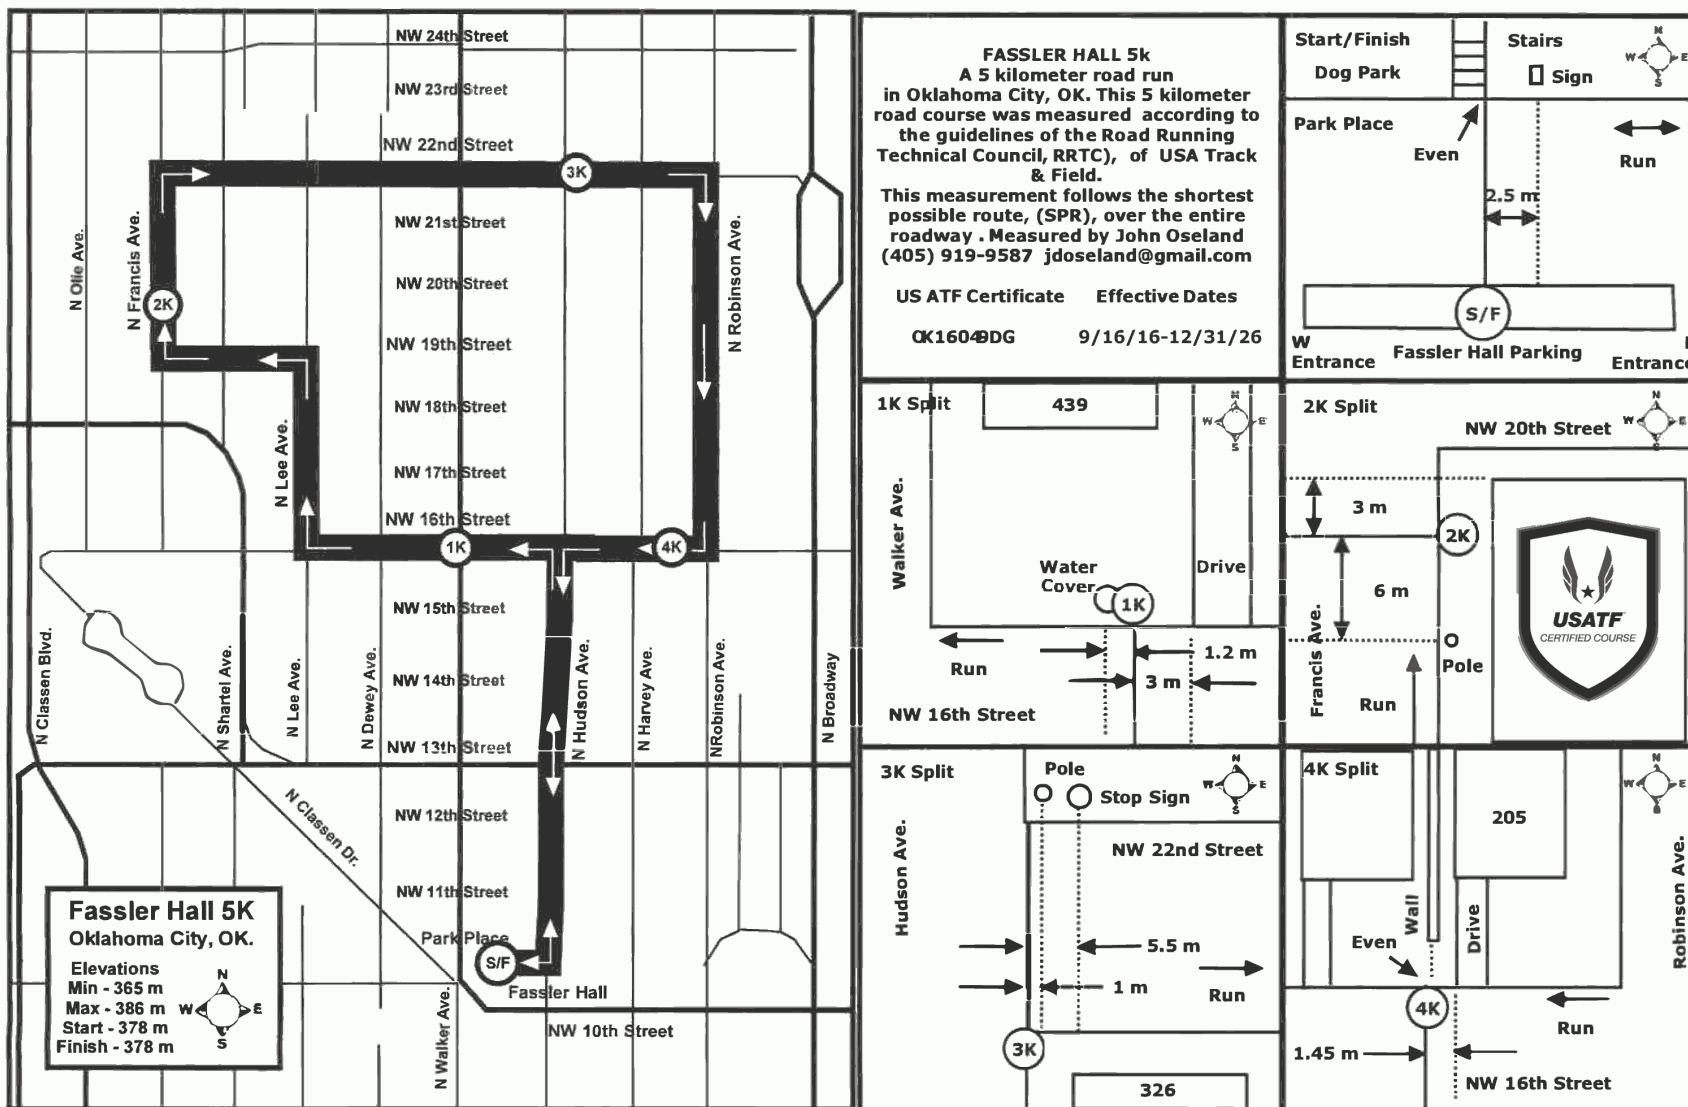 NW 24th Street
NW 23rd Street
NW 22nd Street
3K
NW 21st Street
N Olie Ave.
N Francis Ave.
N Robinson Ave.
NW 20th Street
2K
NW 19th Street
NW 18th Street
N Lee Ave.
NW 17th Street
NW 16th Street
1K
4K
NW 15th Street
N Classen Blvd.
N Shartel Ave.
N Lee Ave.
N Dewey Ave.
N Hudson Ave.
N Harvey Ave.
NRobinson Ave.
N Broadway
NW 14th Street
NW 13th Street
N Classen Dr.
NW 12th Street
NW 11th Street
Park Place
S/F
Fassler Hall
N Walker Ave.
NW 10th Street
Fassler Hall 5K
Oklahoma City, OK.
Elevations
Min - 365 m
Max - 386 m
Start - 378 m
Finish - 378 m
N
W E
S
FASSLER HALL 5k
A 5 kilometer road run
in Oklahoma City, OK. This 5 kilometer
road course was measured according to
the guidelines of the Road Running
Technical Council, RRTC), of USA Track
& Field.
This measurement follows the shortest
possible route, (SPR), over the entire
roadway . Measured by John Oseland
(405) 919-9587 jdoseland@gmail.com
US ATF Certificate Effective Dates
OK16049DG 9/16/16-12/31/26
Start/Finish
Dog Park
Stairs
Sign
N
W E
S
Park Place
Even
Run
2.5 m
S/F
W
Entrance
Fassler Hall Parking
E
Entrance
1K Split
439
N
W E
S
Walker Ave.
Water
Cover
1K
Drive
Run
1.2 m
3 m
NW 16th Street
2K Split
NW 20th Street
N
W E
S
3 m
2K
6 m
Francis Ave.
Pole
Run
USATF
CERTIFIED COURSE
3K Split
Pole
Stop Sign
N
W E
S
Hudson Ave.
NW 22nd Street
5.5 m
1 m
Run
3K
326
4K Split
205
N
W E
S
Robinson Ave.
Wall
Drive
Even
4K
Run
1.45 m
NW 16th Street